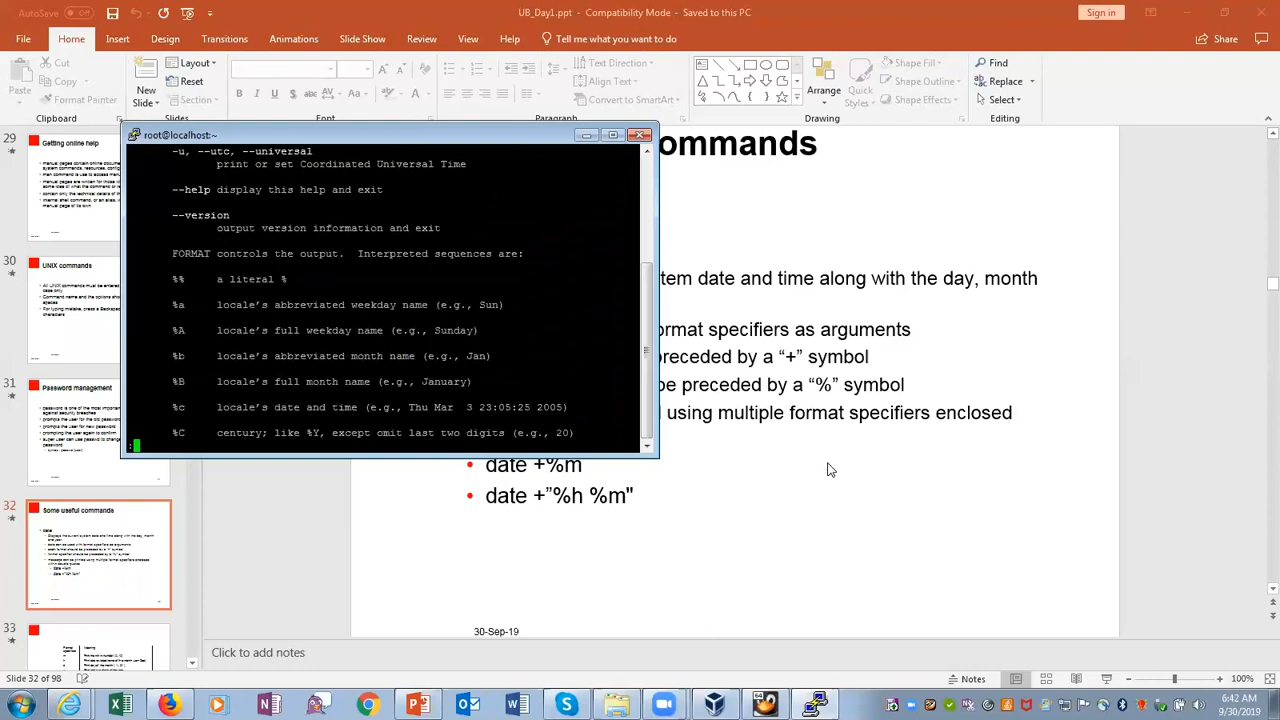 AutoSave Off
UB_Day1.ppt - Compatibility Mode - Saved this PC
Sign in
File Home Insert Design Transitions Animations Slide Show Review View Help Tell me what you want to do
Share
Cut
Copy
Format Painter
Paste
New
Slide
Layout
Reset
Section
Text Direction
Align Text
Convert to SmartArt
Arrange
Quick
Styles
Shape Fill
Shape Outline
Shape Effects
Find
Replace
Select
Clipboard
Slides
Font
Paragraph
Drawing
Editing
29
Getting online help
30
UNIX commands
31
Password management
32
Some useful commands
33
root@localhost:~
-u, --utc, --universal
print or set Coordinated Universal Time
--help display this help and exit
--version
output version information and exit
FORMAT controls the output. Interpreted sequences are:
%% a literal %
%a locale's abbreviated weekday name (e.g., Sun)
%A locale's full weekday name (e.g., Sunday)
%b locale's abbreviated month name (e.g., Jan)
%B locale's full month name (e.g., January)
%c locale's date and time (e.g., Thu Mar 3 23:05:25 2005)
%C century; like %Y, except omit last two digits (e.g., 20)
:
ommands
tem date and time along with the day, month
ormat specifiers as arguments
preceded by a “+” symbol
be preceded by a “%” symbol
d using multiple format specifiers enclosed
• date +%m
• date +”%h %m"
30-Sep-19
Click to add notes
Slide 32 of 98
Notes
100%
6:42 AM
9/30/2019